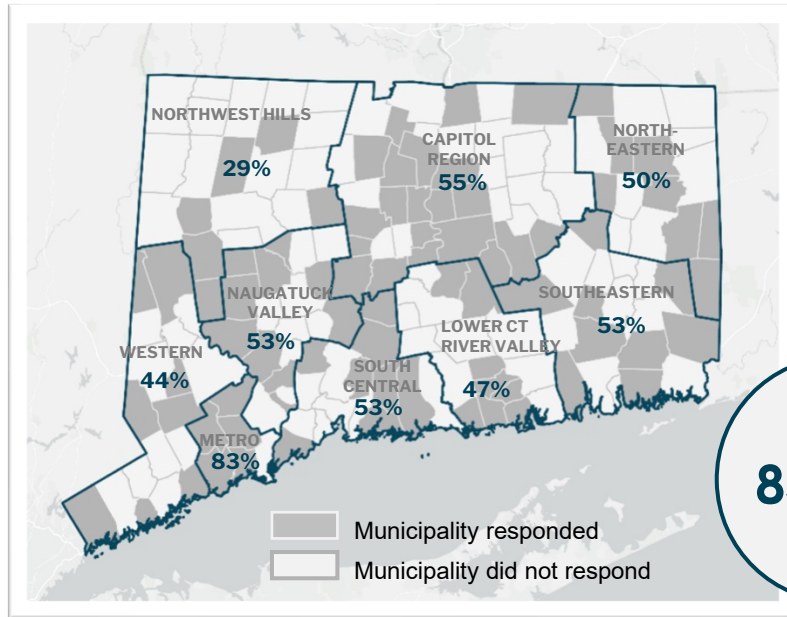 NORTHWEST HILLS
29%
CAPITOL
REGION
55%
NORTH-
EASTERN
50%
NAUGATUCK
VALLEY
53%
SOUTHEASTERN
53%
LOWER CT
RIVER VALLEY
47%
WESTERN
44%
SOUTH
CENTRAL
53%
METRO
83%
8
Municipality responded
Municipality did not respond